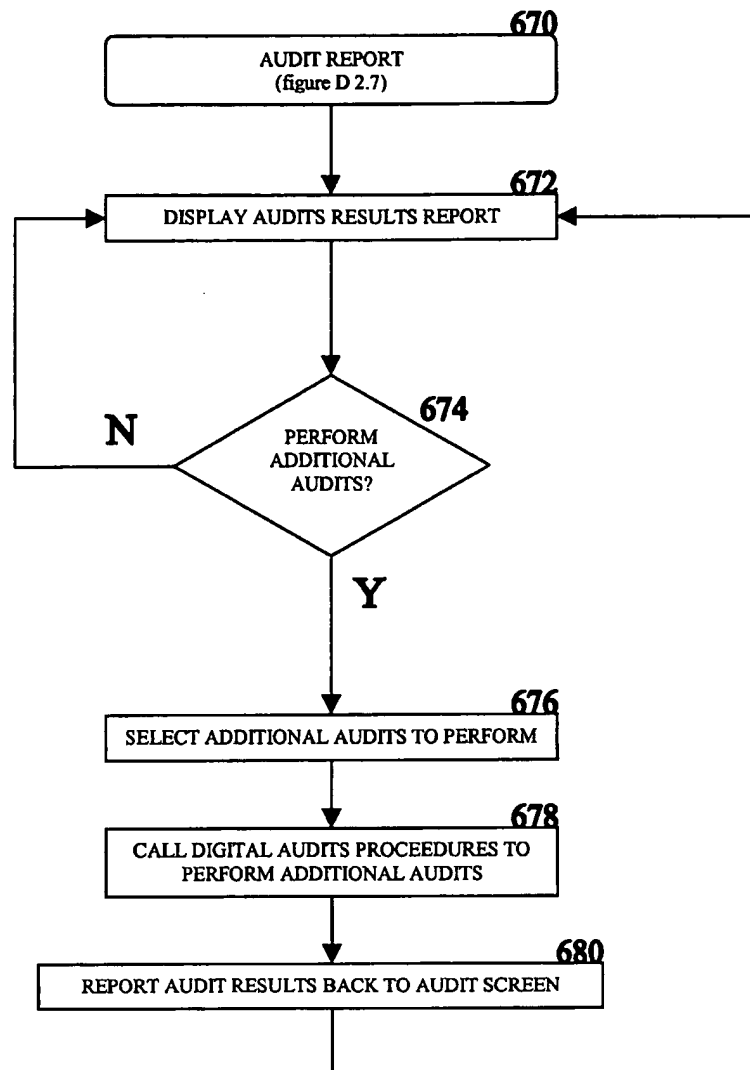 670
AUDIT REPORT
(figure D 2.7)
672
DISPLAY AUDITS RESULTS REPORT
674
N
PERFORM
ADDITIONAL
AUDITS?
Y
676
SELECT ADDITIONAL AUDITS TO PERFORM
678
CALL DIGITAL AUDITS PROCEEDURES TO
PERFORM ADDITIONAL AUDITS
680
REPORT AUDIT RESULTS BACK TO AUDIT SCREEN